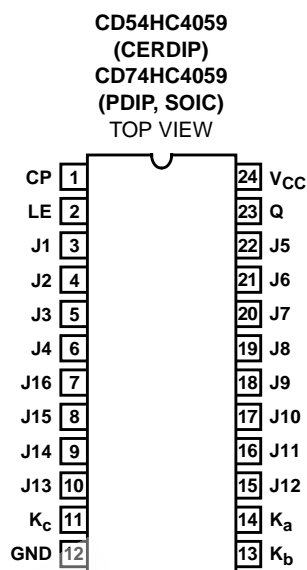 CD54HC4059
(CERDIP)
CD74HC4059
(PDIP, SOIC)
TOP VIEW
CP 1 24 VCC
LE 2 23 Q
J1 3 22 J5
J2 4 21 J6
J3 5 20 J7
J4 6 19 J8
J16 7 18 J9
J15 8 17 J10
J14 9 16 J11
J13 10 15 J12
Kc 11 14 Ka
GND 12 13 Kb